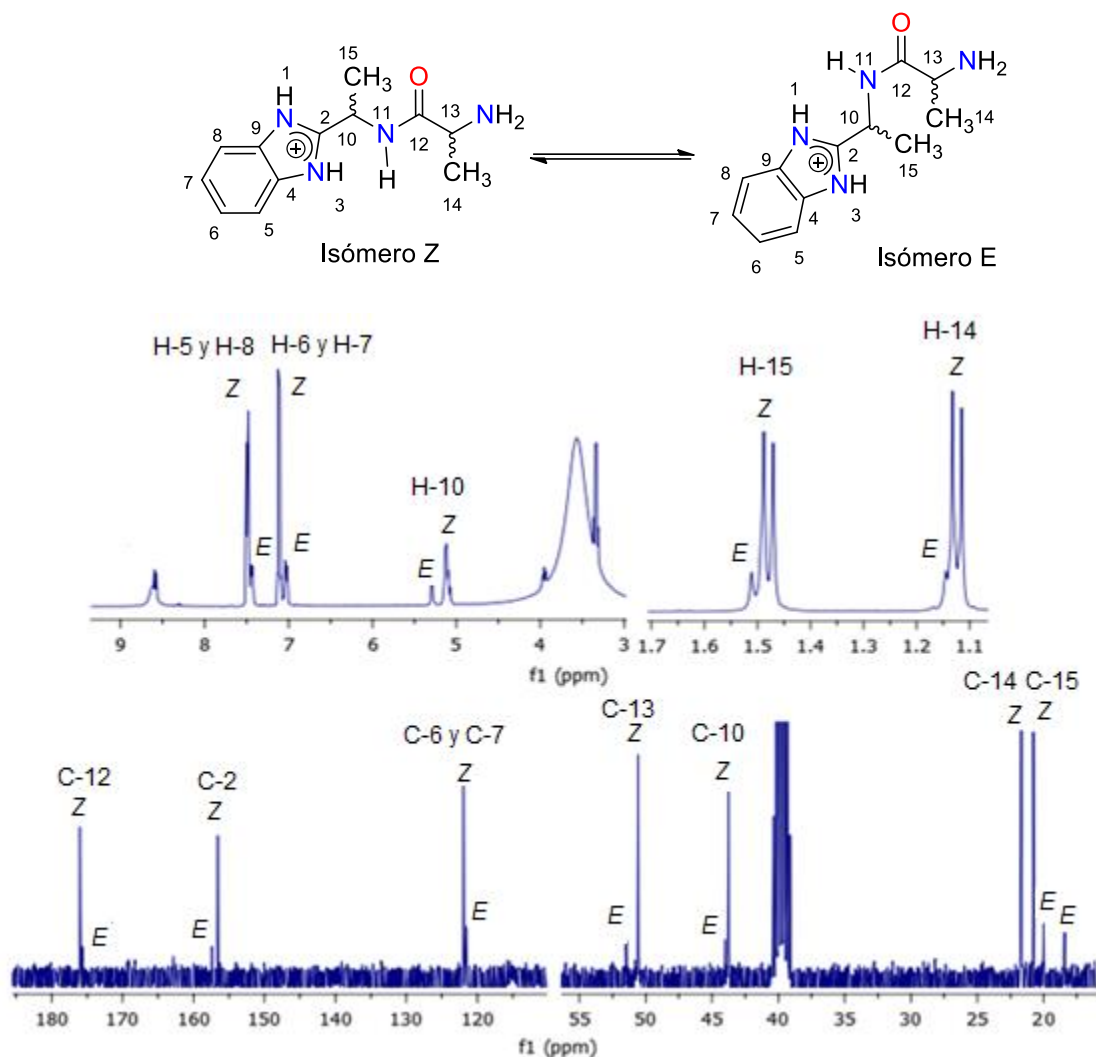 15
CH3
O
1
H
N
2
10
N
11
H
12
13
NH2
CH3
14
9
8
7
6
5
4
+
NH
3
Isómero Z
O
H
N
11
12
13
NH2
CH3
14
1
H
N
10
2
CH3
15
9
8
7
6
5
4
+
NH
3
Isómero E
H-5 y H-8
H-6 y H-7
H-10
H-15
H-14
Z
Z
Z
Z
Z
E
E
E
E
E
9 8 7 6 5 4 3
f1 (ppm)
1.7 1.6 1.5 1.4 1.3 1.2 1.1
f1 (ppm)
C-12
C-2
C-6 y C-7
C-13
C-10
C-14 C-15
Z
Z
Z
Z
Z
Z
Z
E
E
E
E
E
E
E
180 170 160 150 140 130 120
55 50 45 40 35 30 25 20
f1 (ppm)